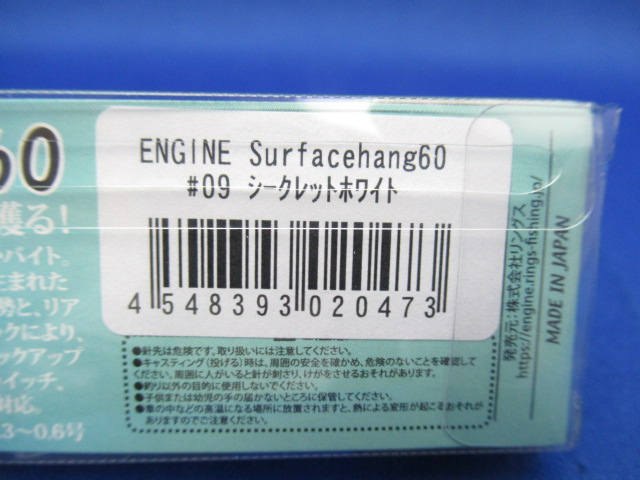 60
ENGINE Surfacehang60
#09 シークレットホワイト
4 548393 020473
獲る!
バイト。
生まれた
勢と、リア
ックにより、
ックアップ
イッチ。
対応。
.3〜0.6号
●針先は危険です。取り扱いには注意してください。
●キャスティング(投げる)時は、周囲の安全を確かめ、危険のないことを確認して
ください。周囲に人がいると針が刺さり、けがをさせるおそれがあります。
●釣り以外の目的に使用しないでください。
●子供または幼児の手の届かないところに保管してください。
●車の中などの高温になる場所に放置されますと、熱による変形が起こるおそれが
ありますのでご注意ください。
発売元:株式会社リングス
https://engine.rings-fishing.jp/
MADE IN JAPAN